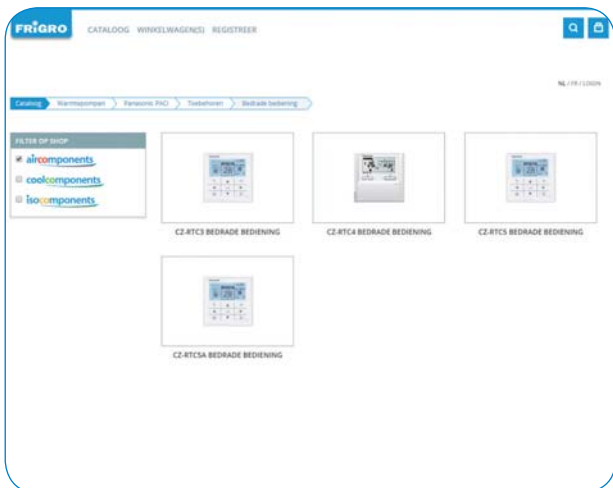 FRIGRO
CATALOOG WINKELWAGEN(S) REGISTREER
NL / FR / LOGIN
Cataloog Warmtepompen Panasonic PACi Toebehoren Bedrade bediening
FILTER OP SHOP
aircomponents
coolcomponents
isocomponents
CZ-RTC3 BEDRADE BEDIENING
CZ-RTC4 BEDRADE BEDIENING
CZ-RTC5 BEDRADE BEDIENING
CZ-RTC5A BEDRADE BEDIENING